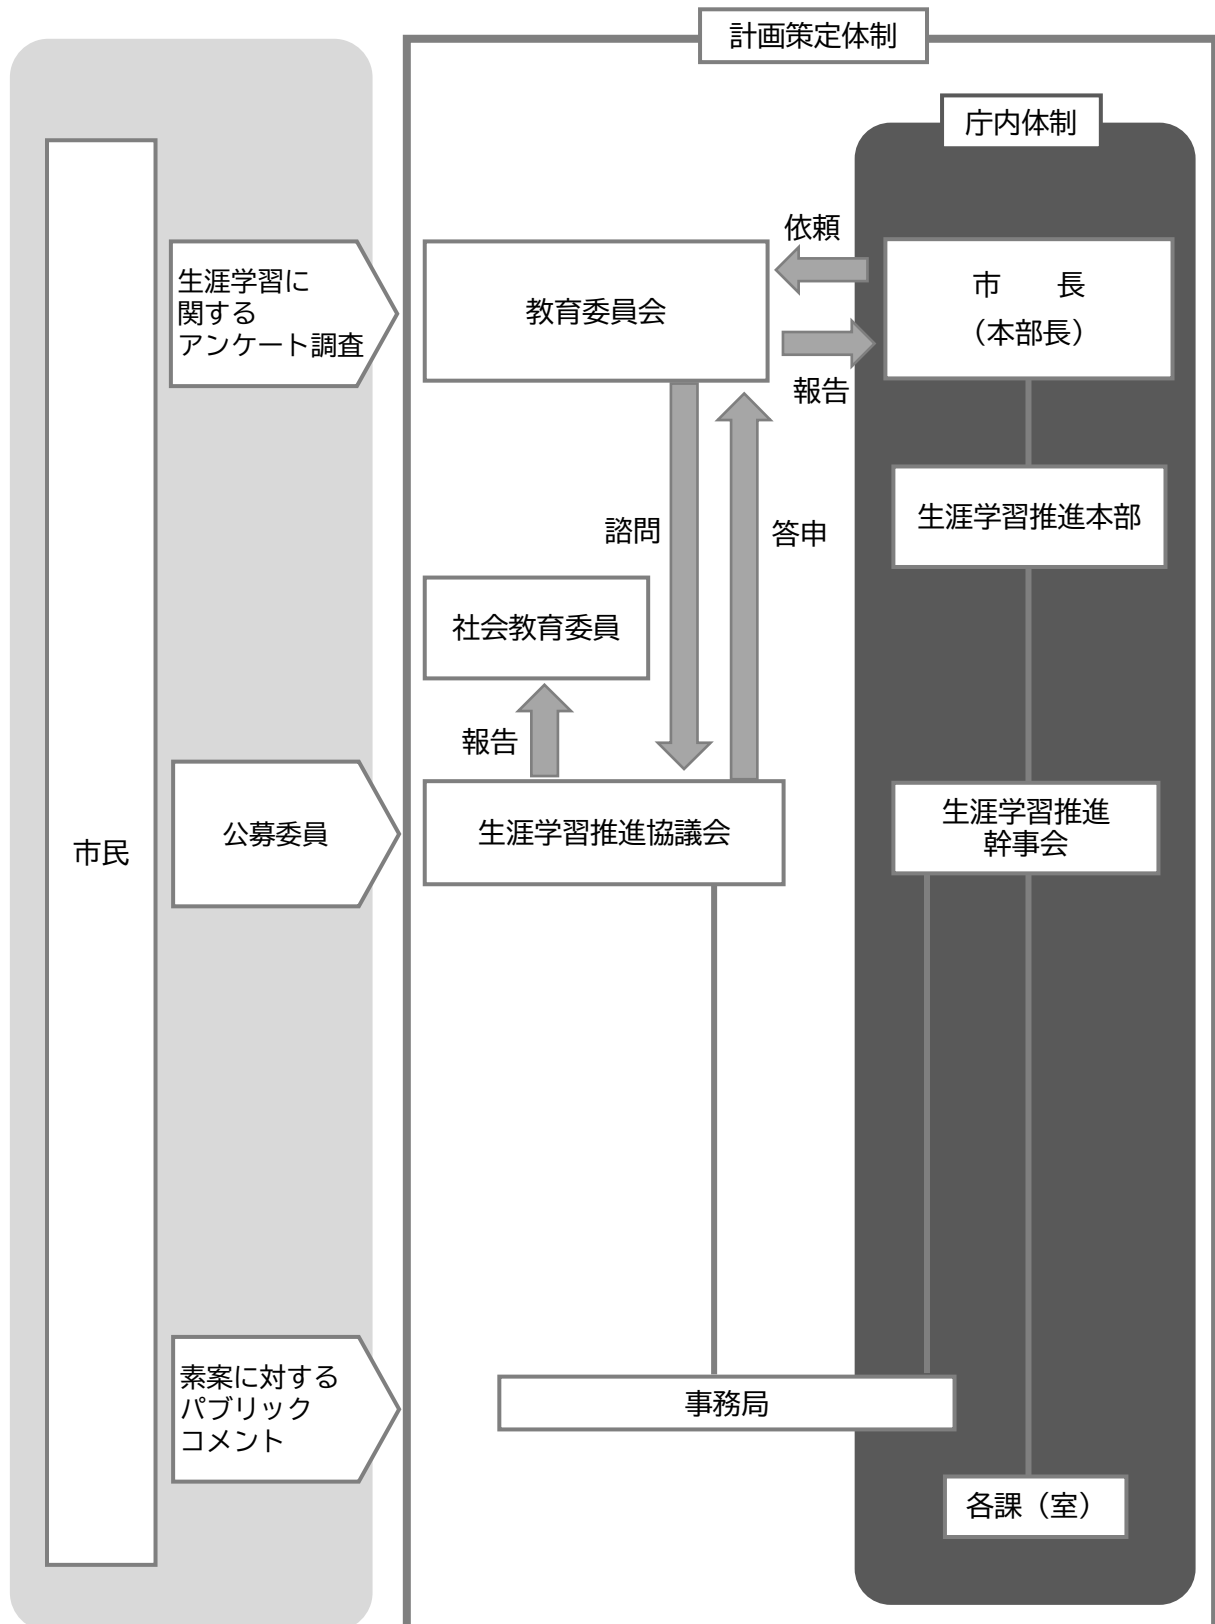 計画策定体制
庁内体制
依頼
生涯学習に
関する
アンケート調査
教育委員会
市　　長
（本部長）
報告
諮問
答申
生涯学習推進本部
社会教育委員
報告
市民
公募委員
生涯学習推進協議会
生涯学習推進
幹事会
素案に対する
パブリック
コメント
事務局
各課（室）